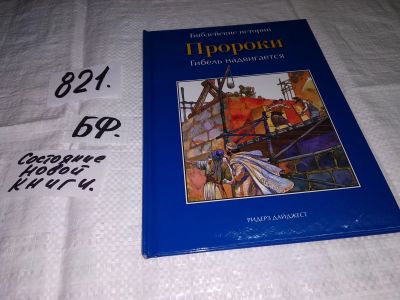 821.
БФ.
Состояние
новой
книги.
Библейские истории
Пророки
Гибель надвигается
РИДЕРЗ ДАЙДЖЕСТ